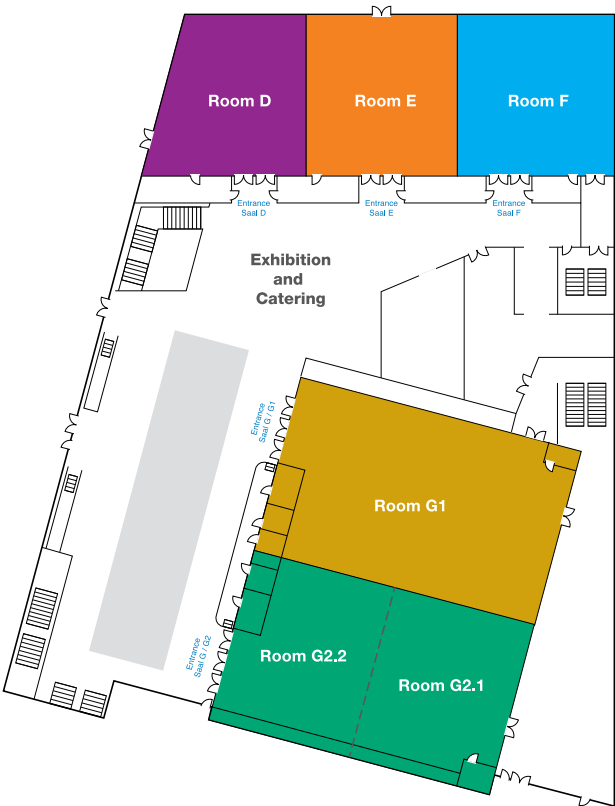 Room D
Room E
Room F
Entrance
Saal D
Entrance
Saal E
Entrance
Saal F
Exhibition
and
Catering
Entrance
Saal G / G1
Room G1
Entrance
Saal G / G2
Room G2.2
Room G2.1